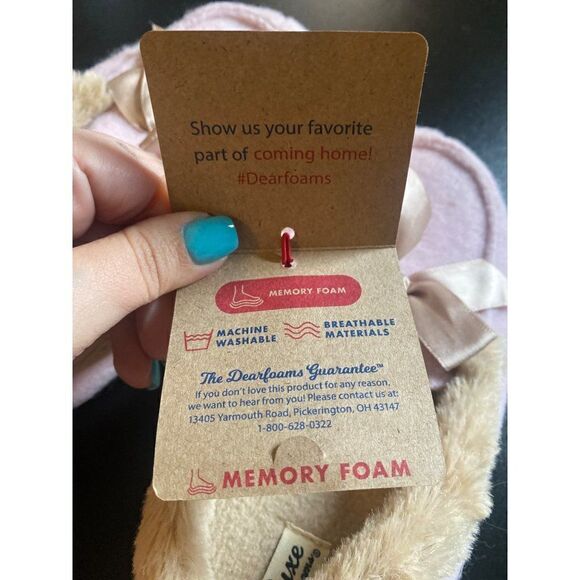 Show us your favorite
part of coming home!
#Dearfoams
MEMORY FOAM
MACHINE
WASHABLE
BREATHABLE
MATERIALS
The Dearfoams Guarantee™
If you don't love this product for any reason,
we want to hear from you! Please contact us at:
13405 Yarmouth Road, Pickerington, OH 43147
1-800-628-0322
MEMORY FOAM